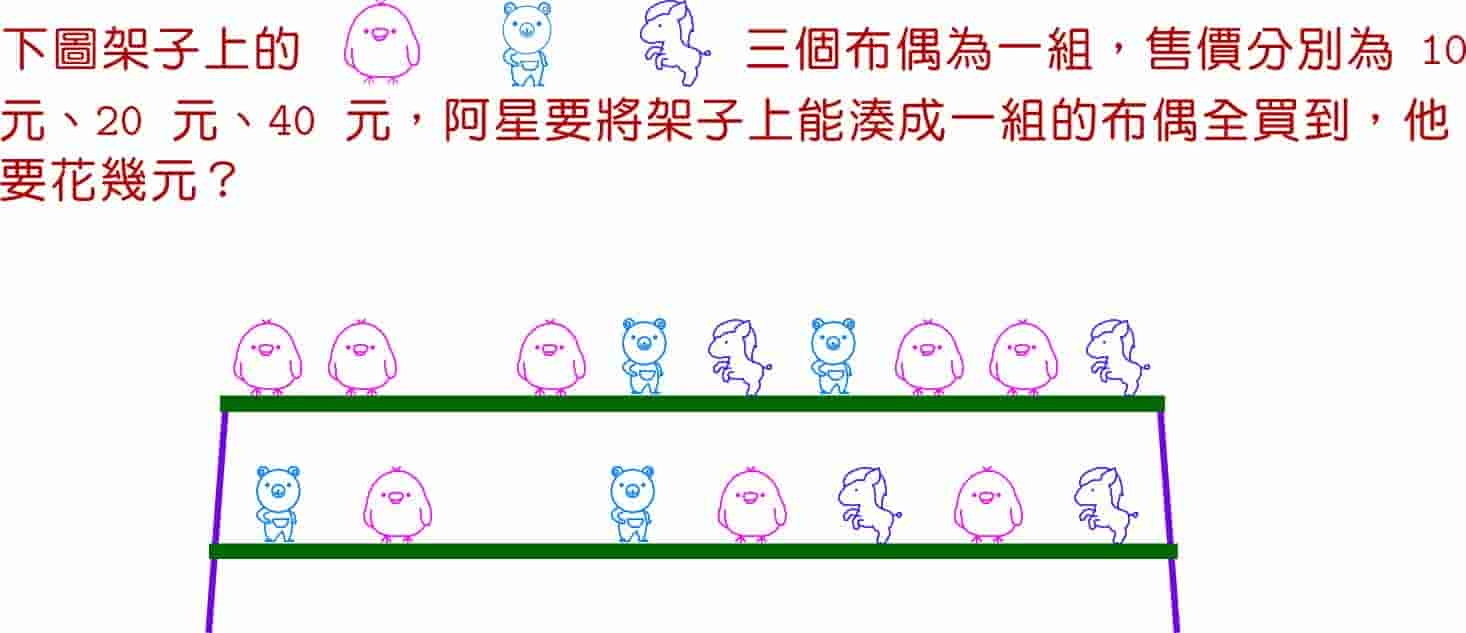 下圖架子上的 三個布偶為一組，售價分別為 10
元、20 元、40 元，阿星要將架子上能湊成一組的布偶全買到，他
要花幾元？